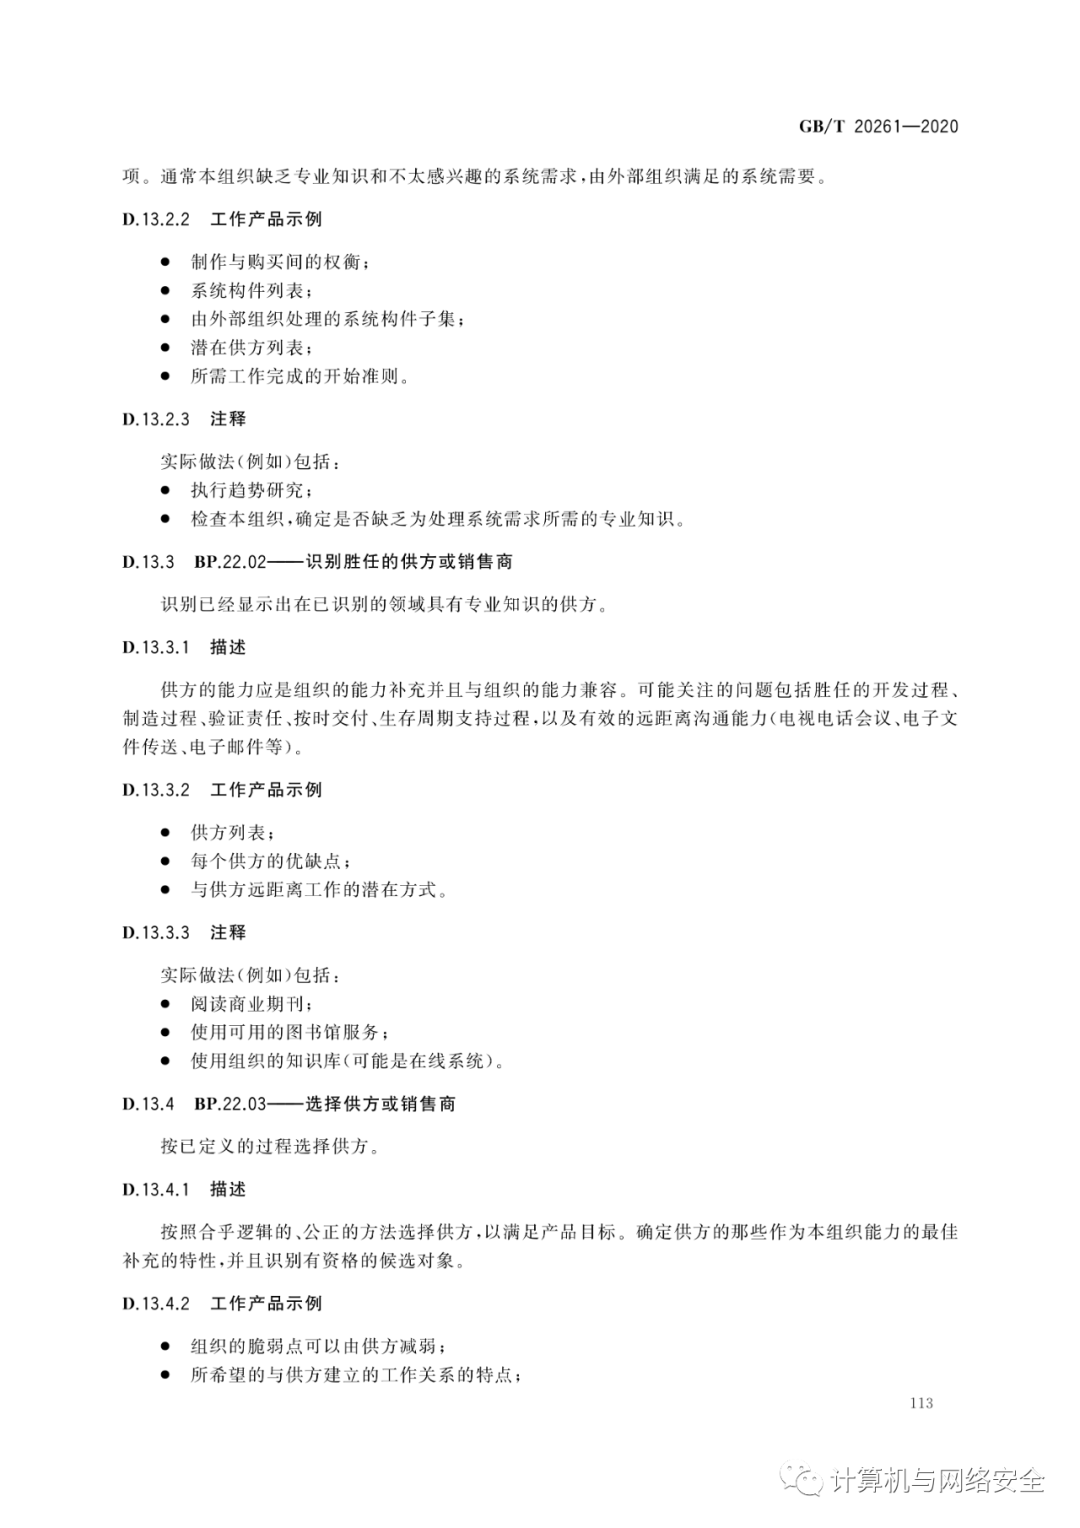 GB/T 20261—2020
项。通常本组织缺乏专业知识和不太感兴趣的系统需求,由外部组织满足的系统需要。
D.13.2.2 工作产品示例
● 制作与购买间的权衡;
● 系统构件列表;
● 由外部组织处理的系统构件子集;
● 潜在供方列表;
● 所需工作完成的开始准则。
D.13.2.3 注释
实际做法(例如)包括:
● 执行趋势研究;
● 检查本组织,确定是否缺乏为处理系统需求所需的专业知识。
D.13.3 BP.22.02——识别胜任的供方或销售商
识别已经显示出在已识别的领域具有专业知识的供方。
D.13.3.1 描述
供方的能力应是组织的能力补充并且与组织的能力兼容。可能关注的问题包括胜任的开发过程、
制造过程、验证责任、按时交付、生存周期支持过程,以及有效的远距离沟通能力(电视电话会议、电子文
件传送、电子邮件等)。
D.13.3.2 工作产品示例
● 供方列表;
● 每个供方的优缺点;
● 与供方远距离工作的潜在方式。
D.13.3.3 注释
实际做法(例如)包括:
● 阅读商业期刊;
● 使用可用的图书馆服务;
● 使用组织的知识库(可能是在线系统)。
D.13.4 BP.22.03——选择供方或销售商
按已定义的过程选择供方。
D.13.4.1 描述
按照合乎逻辑的、公正的方法选择供方,以满足产品目标。确定供方的那些作为本组织能力的最佳
补充的特性,并且识别有资格的候选对象。
D.13.4.2 工作产品示例
● 组织的脆弱点可以由供方减弱;
● 所希望的与供方建立的工作关系的特点;
113
计算机与网络安全